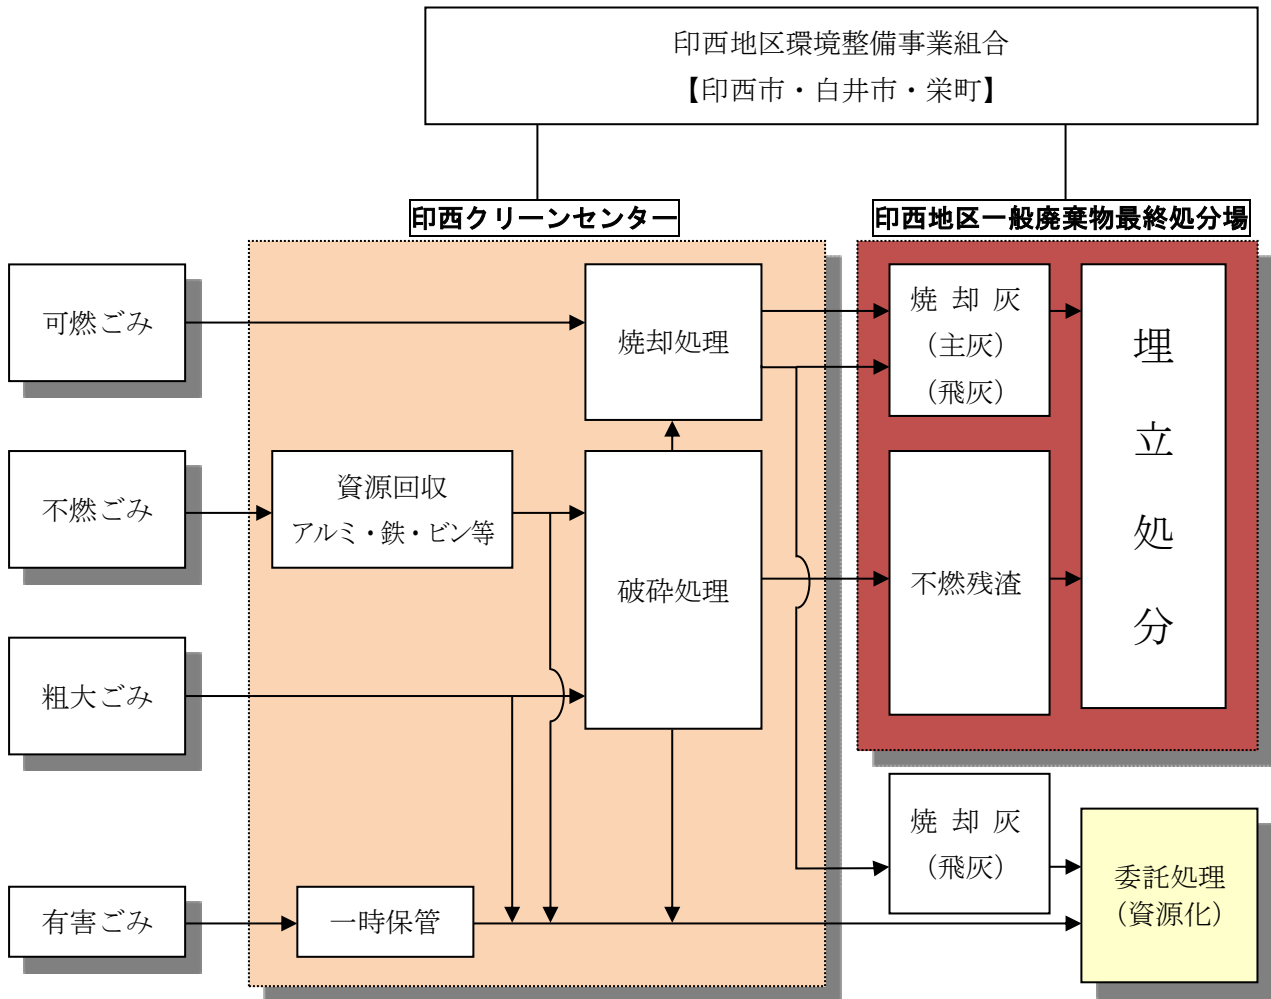 印西地区環境整備事業組合
【印西市・白井市・栄町】
印西クリーンセンター
印西地区一般廃棄物最終処分場
可燃ごみ
焼却処理
焼 却 灰
（主灰）
（飛灰）
埋
立
処
分
不燃ごみ
資源回収
アルミ・鉄・ビン等
破砕処理
不燃残渣
粗大ごみ
焼 却 灰
（飛灰）
委託処理
（資源化）
有害ごみ
一時保管